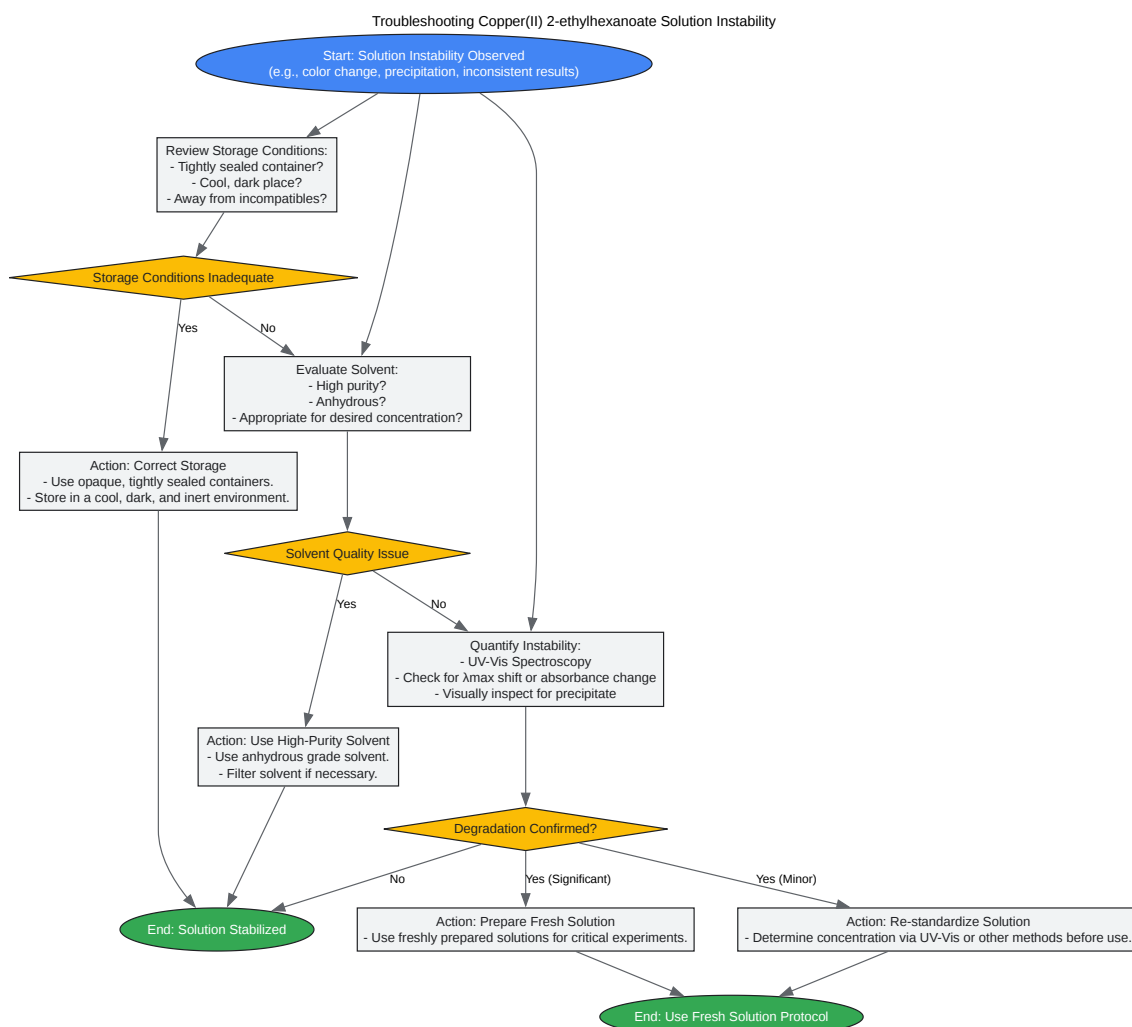 Troubleshooting Copper(II) 2-ethylhexanoate Solution Instability
Start: Solution Instability Observed
(e.g., color change, precipitation, inconsistent results)
Review Storage Conditions:
- Tightly sealed container?
- Cool, dark place?
- Away from incompatibles?
Storage Conditions Inadequate
Yes
No
Evaluate Solvent:
- High purity?
- Anhydrous?
- Appropriate for desired concentration?
Action: Correct Storage
- Use opaque, tightly sealed containers.
- Store in a cool, dark, and inert environment.
Solvent Quality Issue
Yes
No
Quantify Instability:
- UV-Vis Spectroscopy
- Check for λmax shift or absorbance change
- Visually inspect for precipitate
Action: Use High-Purity Solvent
- Use anhydrous grade solvent.
- Filter solvent if necessary.
Degradation Confirmed?
No
Yes (Significant)
Yes (Minor)
End: Solution Stabilized
Action: Prepare Fresh Solution
- Use freshly prepared solutions for critical experiments.
Action: Re-standardize Solution
- Determine concentration via UV-Vis or other methods before use.
End: Use Fresh Solution Protocol